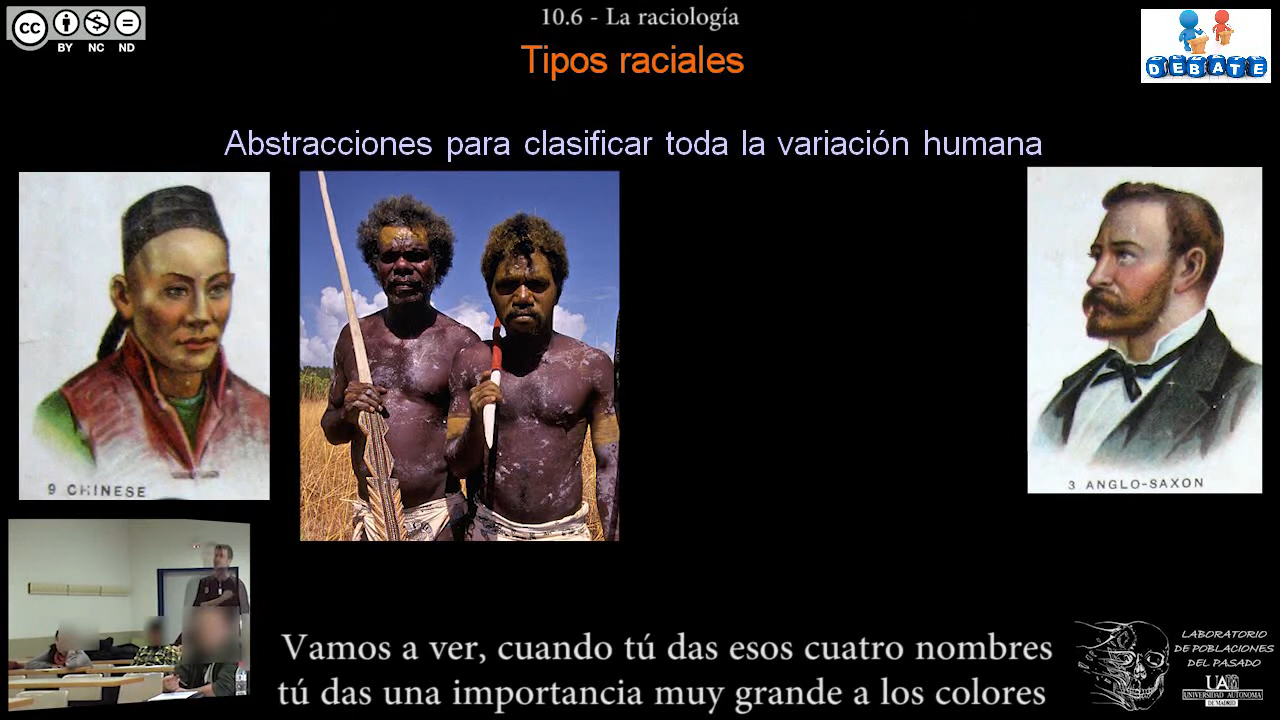 10.6 - La raciología
BY NC ND
Tipos raciales
DEBATE
Abstracciones para clasificar toda la variación humana
9 CHINESE
3 ANGLO-SAXON
Vamos a ver, cuando tú das esos cuatro nombres
tú das una importancia muy grande a los colores
LABORATORIO
DE POBLACIONES
DEL PASADO
UAM
UNIVERSIDAD AUTONOMA
DE MADRID